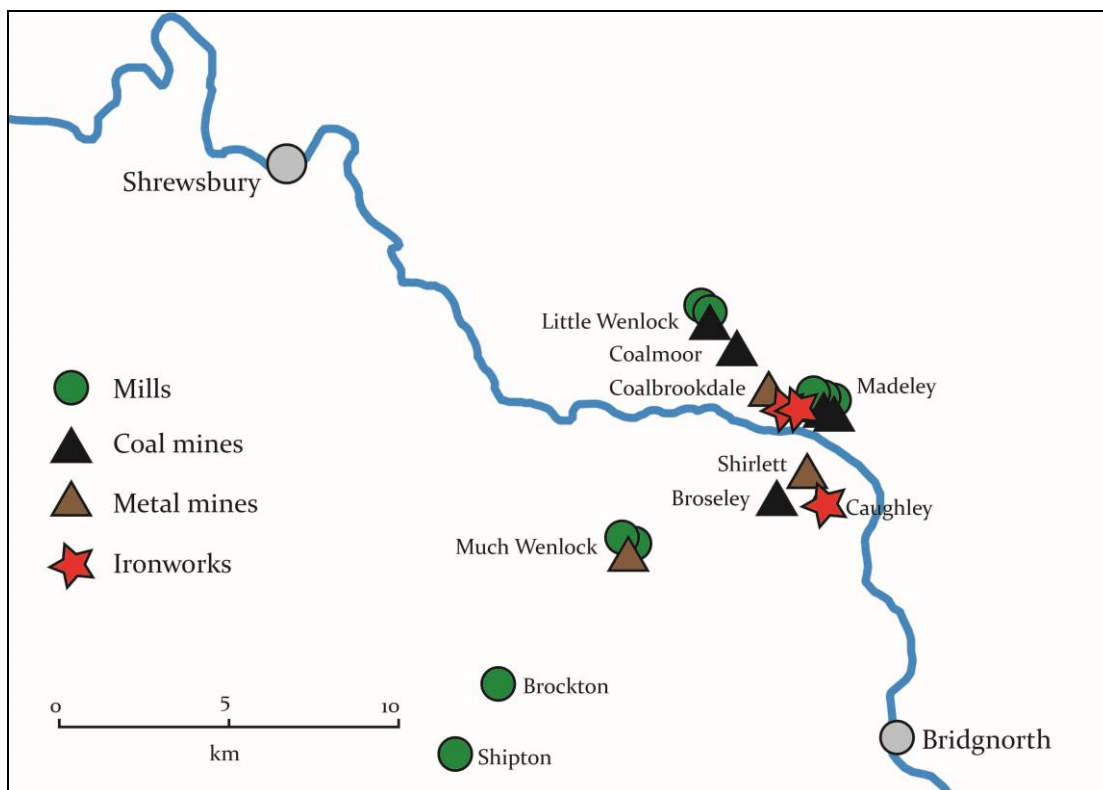 Shrewsbury
Little Wenlock
Coalmoor
Coalbrookdale
Madeley
Mills
Coal mines
Shirlett
Broseley
Caughley
Metal mines
Much Wenlock
Ironworks
Brockton
0 5 10
km
Bridgnorth
Shipton